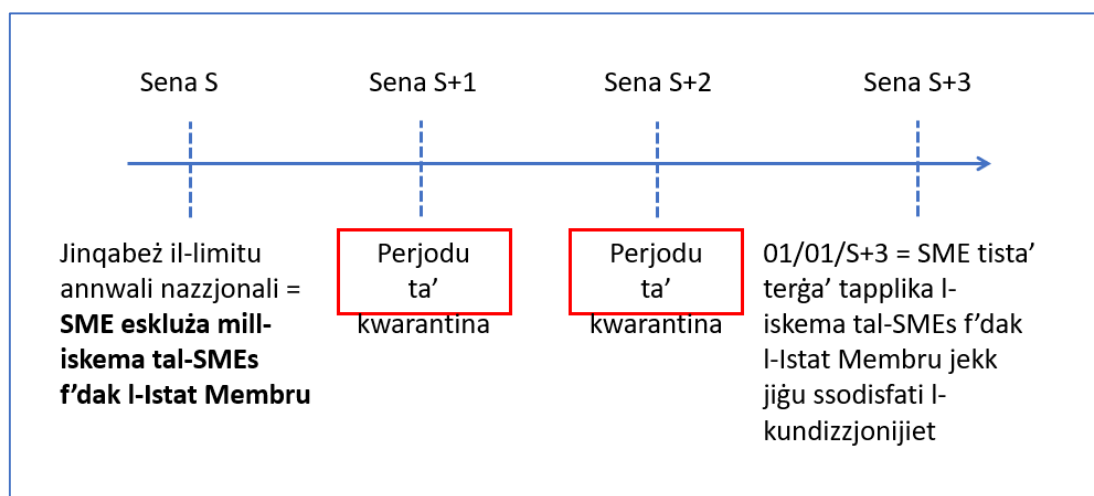 Sena S
Sena S+1
Sena S+2
Sena S+3
Jinqabeż il-limitu
annwali nazzjonali =
SME eskluża mill-
iskema tal-SMEs
f’dak l-Istat Membru
Perjodu
ta’
kwarantina
Perjodu
ta’
kwarantina
01/01/S+3 = SME tista’
terġa’ tapplika l-
iskema tal-SMEs f’dak
l-Istat Membru jekk
jiġu ssodisfati l-
kundizzjonijiet